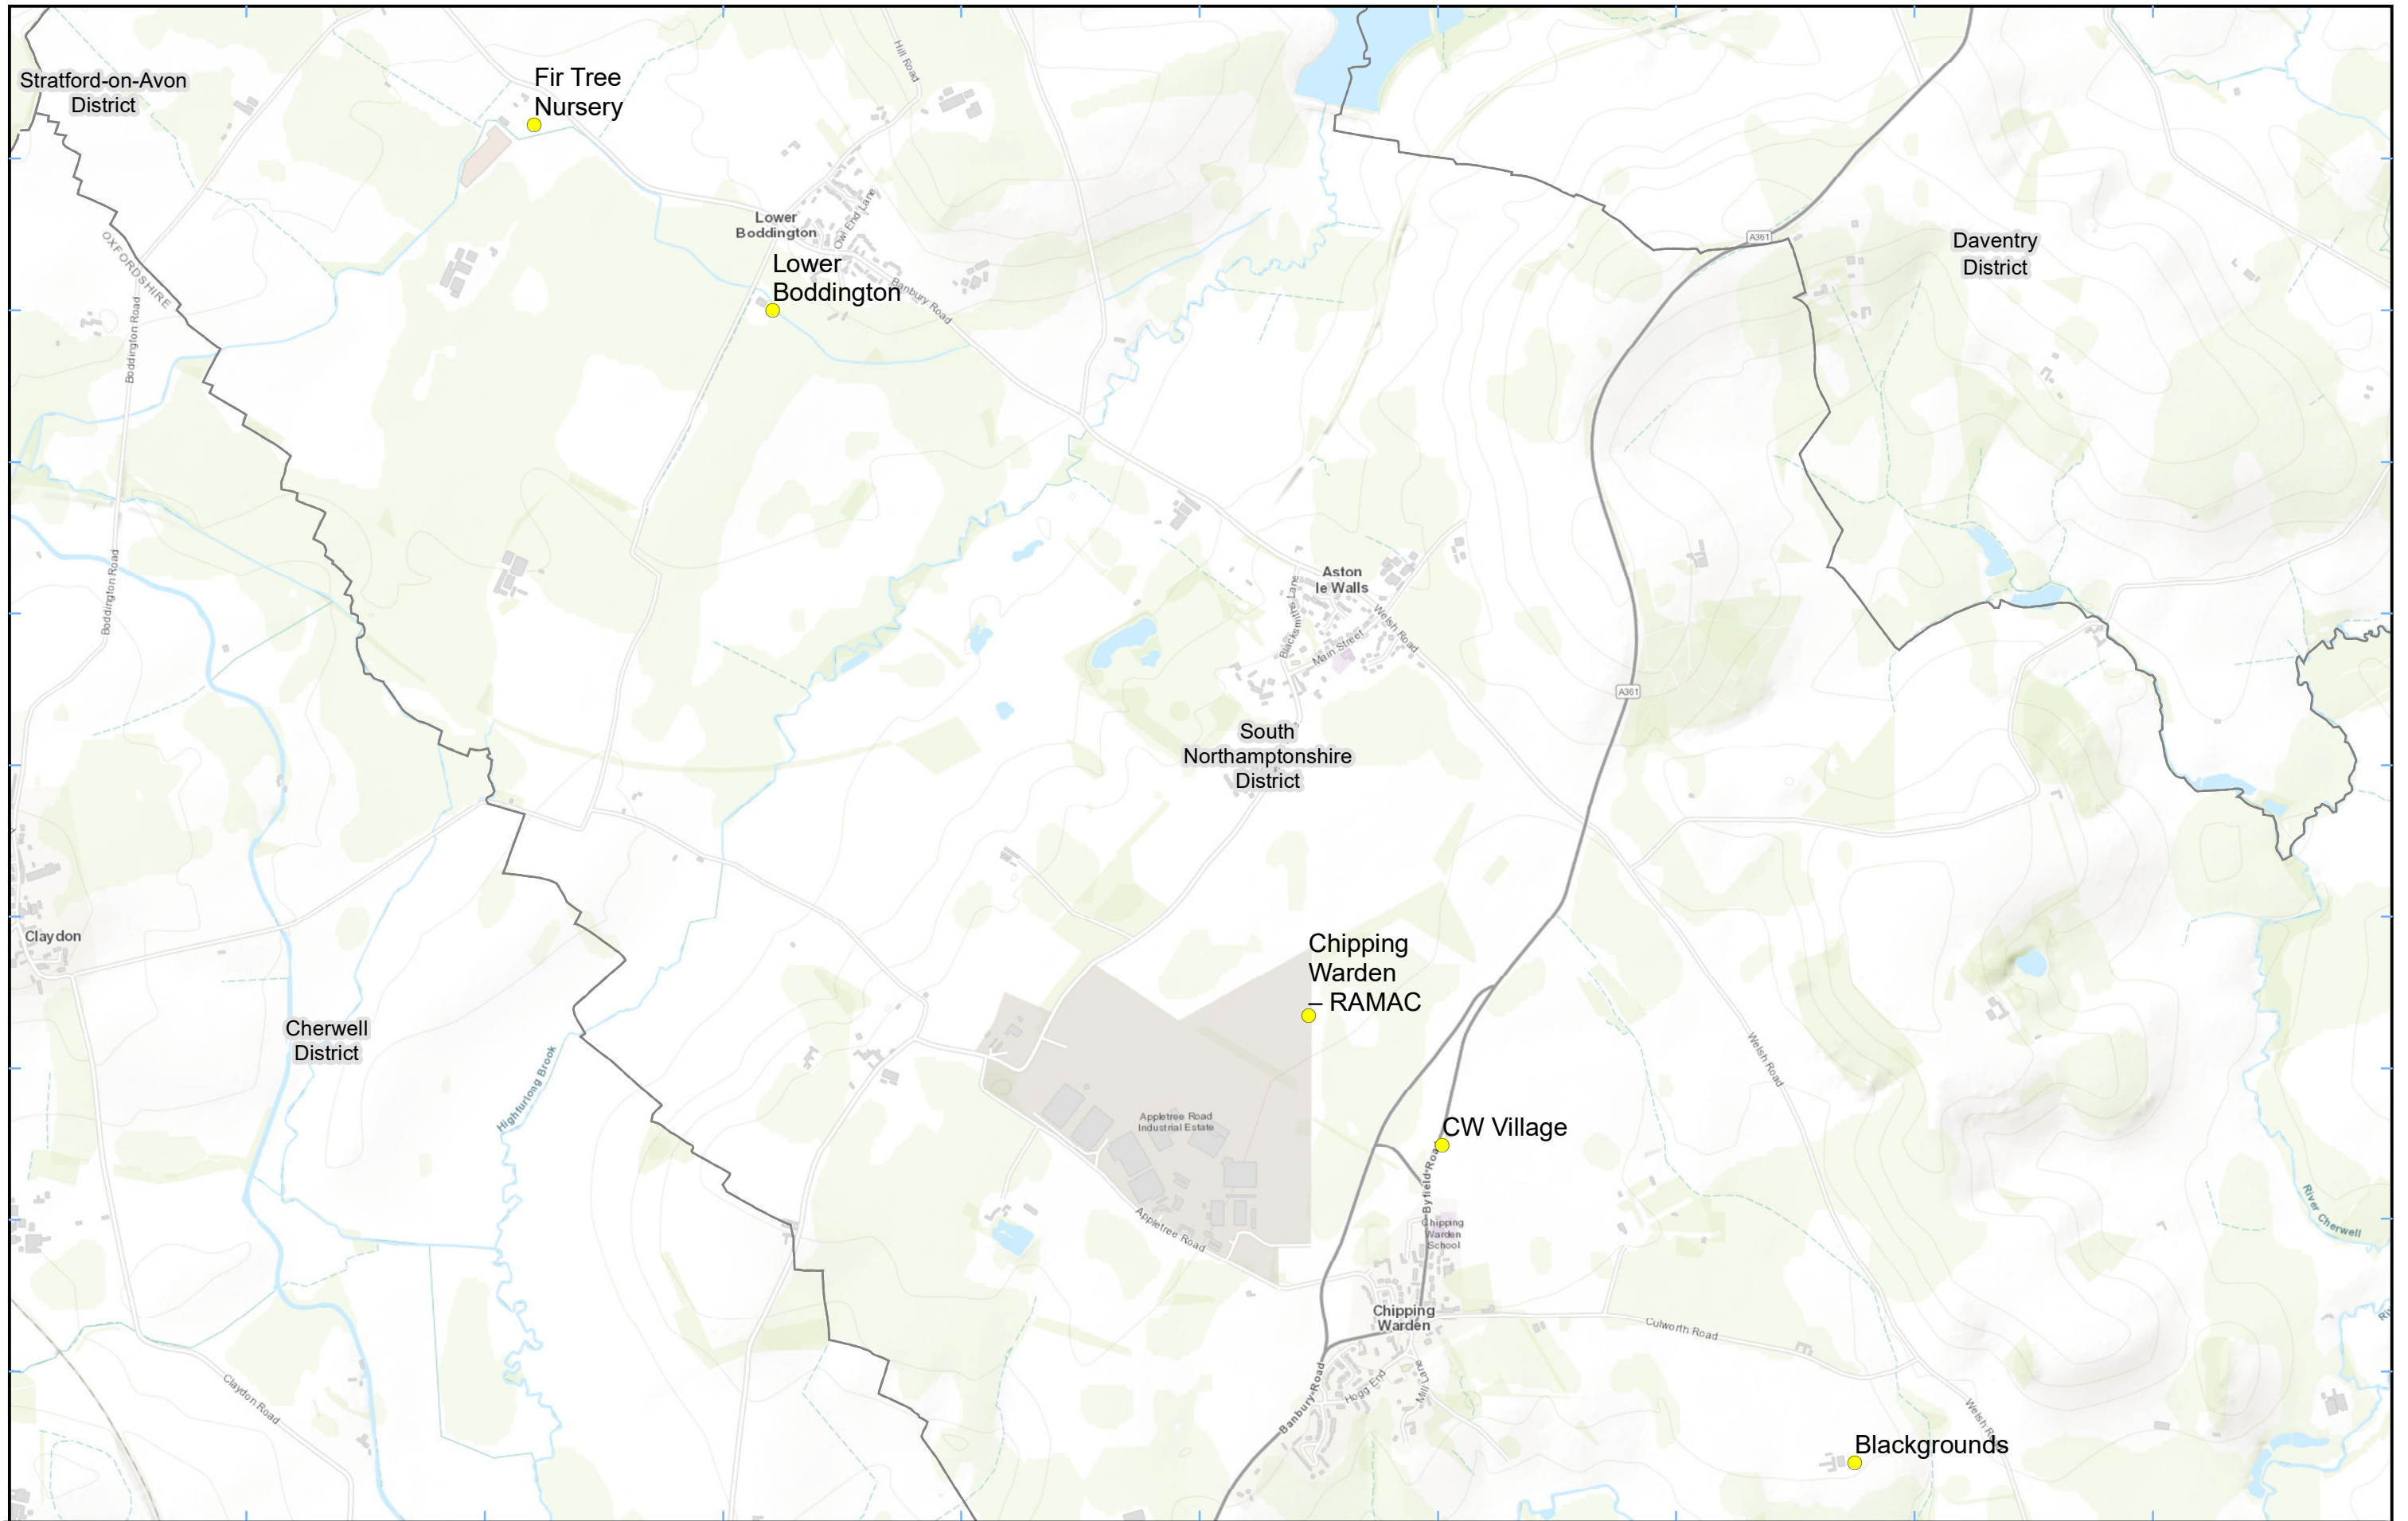 Stratford-on-Avon
District
Fir Tree
Nursery
Hill Road
Lower
Boddington
Owl End Lane
OXFORDSHIRE
Boddington Road
Lower
Boddington
Banbury Road
A361
Daventry
District
Boddington Road
Aston
le Walls
Blacksmiths Lane
Main Street
Welsh Road
A361
South
Northamptonshire
District
Claydon
Chipping
Warden
– RAMAC
Cherwell
District
Highfurlong Brook
Welsh Road
Appletree Road
Industrial Estate
CW Village
Byfield Road
Appletree Road
Chipping
Warden
School
River Cherwell
Chipping
Warden
Culworth Road
Claydon Road
Banbury Road
Hogg End
Mill Lane
Welsh Road
Blackgrounds